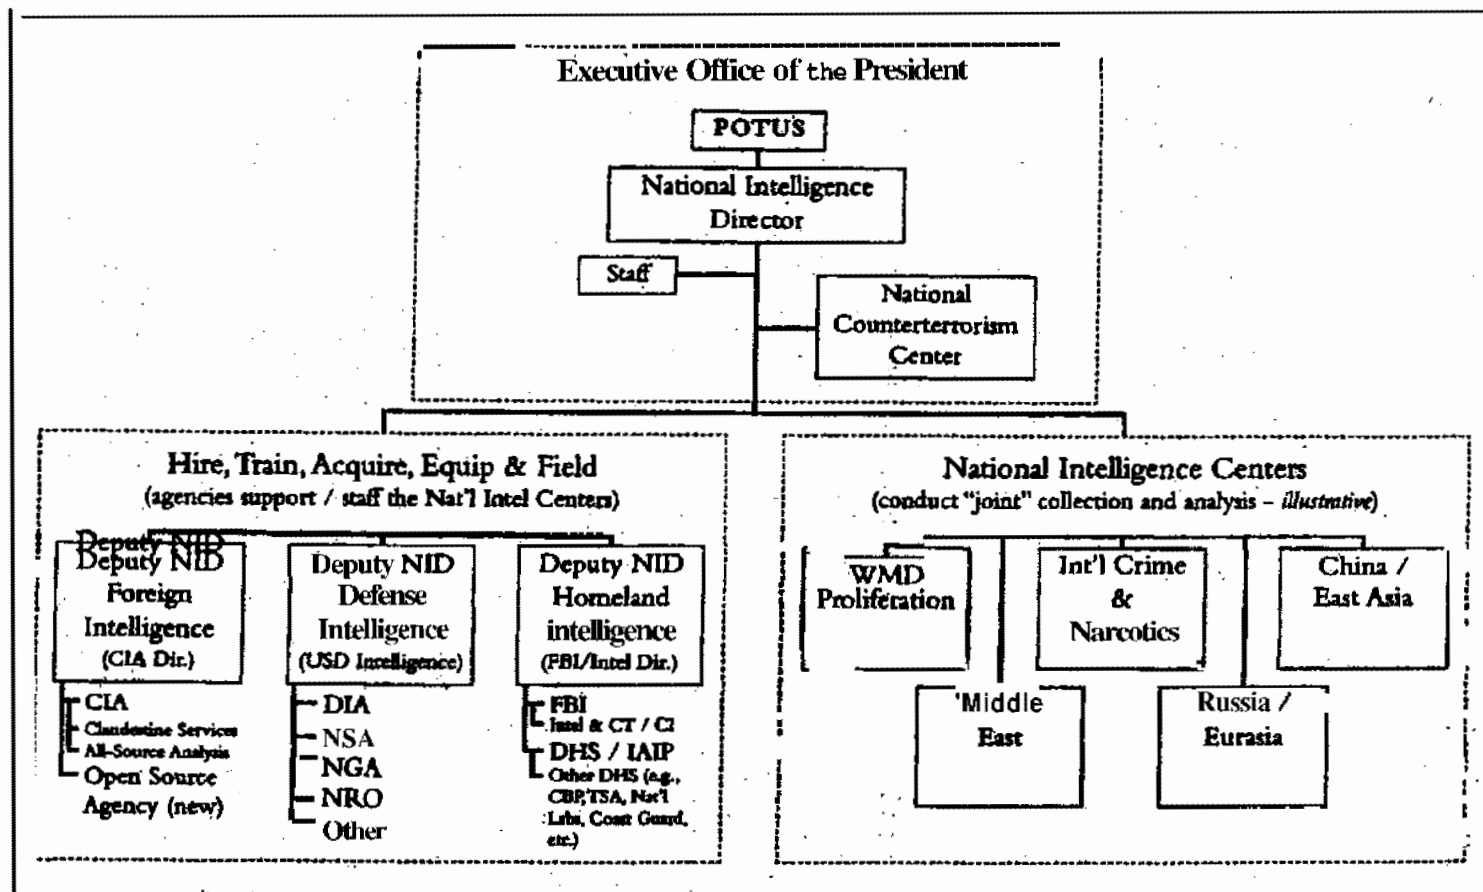 Executive Office of the President
POTUS
National Intelligence
Director
Staff
National
Counterterrorism
Center
Hire, Train, Acquire, Equip & Field
(agencies support / staff the Nat'l Intel Centers)
Deputy NID
Deputy NID
Foreign
Intelligence
(CIA Dir.)
CIA
Clandestine Services
All-Source Analysis
Open Source
Agency (new)
Deputy NID
Defense
Intelligence
(USD Intelligence)
DIA
NSA
NGA
NRO
Other
Deputy NID
Homeland
intelligence
(FBI/Intel Dir.)
FBI
Intel & CT / CI
DHS / IAIP
Other DHS (e.g.,
CBP, TSA, Nat'l
Labs, Coast Guard,
etc.)
National Intelligence Centers
(conduct "joint" collection and analysis – illustrative)
WMD
Proliferation
Int'l Crime
&
Narcotics
China /
East Asia
'Middle
East
Russia /
Eurasia